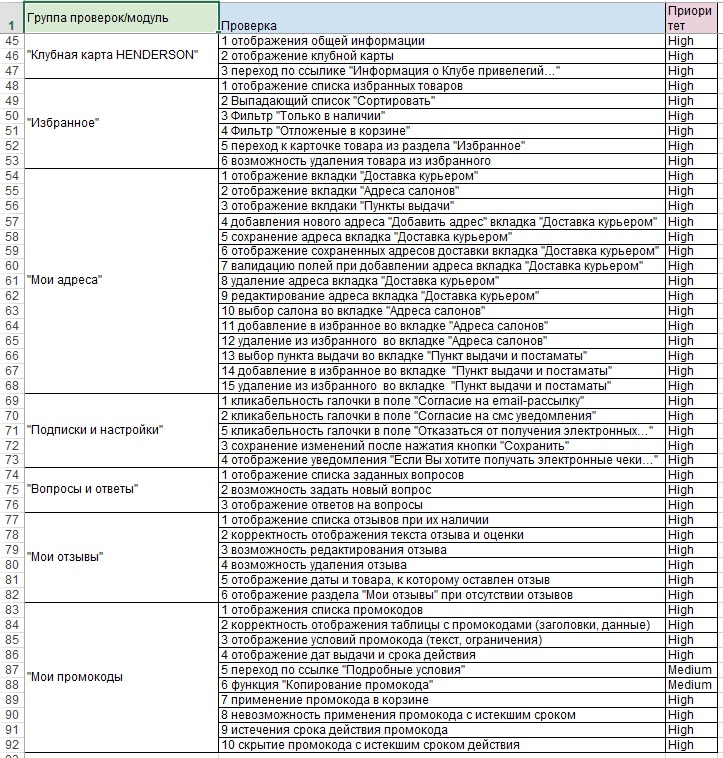 Группа проверок/модуль
Приори
1 Проверка тет
45 1 отображения общей информации High
46 "Клубная карта HENDERSON" 2 отображение клубной карты High
47 3 переход по ссылике "Информация о Клубе привелегий..." High
48 1 отображение списка избранных товаров High
49 2 Выпадающий список "Сортировать" High
50 "Избранное" 3 Фильтр "Только в наличии" High
51 4 Фильтр "Отложеные в корзине" High
52 5 переход к карточке товара из раздела "Избранное" High
53 6 возможность удаления товара из избранного High
54 1 отображение вкладки "Доставка курьером" High
55 2 отображение вкладки "Адреса салонов" High
56 3 отображение вклдаки "Пункты выдачи" High
57 4 добавления нового адреса "Добавить адрес" вкладка "Доставка курьером" High
58 5 сохранение адреса вкладка "Доставка курьером" High
59 6 отображение сохраненных адресов доставки вкладка "Доставка курьером" High
60 7 валидацию полей при добавлении адреса вкладка "Доставка курьером" High
61 "Мои адреса" 8 удаление адреса вкладка "Доставка курьером" High
62 9 редактирование адреса вкладка "Доставка курьером" High
63 10 выбор салона во вкладке "Адреса салонов" High
64 11 добавление в избранное во вкладке "Адреса салонов" High
65 12 удаление из избранного во вкладке "Адреса салонов" High
66 13 выбор пункта выдачи во вкладке "Пункт выдачи и постаматы" High
67 14 добавление в избранное во вкладке "Пункт выдачи и постаматы" High
68 15 удаление из избранного во вкладке "Пункт выдачи и постаматы" High
69 1 кликабельность галочки в поле "Согласие на email-рассылку" High
70 2 кликабельность галочки в поле "Согласие на смс уведомления" High
71 "Подписки и настройки" 5 кликабельность галочки в поле "Отказаться от получения электронных..." High
72 3 сохранение изменений после нажатия кнопки "Сохранить" High
73 4 отображение уведомления "Если Вы хотите получать электронные чеки..." High
74 1 отображение списка заданных вопросов High
75 "Вопросы и ответы" 2 возможность задать новый вопрос High
76 3 отображение ответов на вопросы High
77 1 отображение списка отзывов при их наличии High
78 2 корректность отображения текста отзыва и оценки High
79 "Мои отзывы" 3 возможность редактирования отзыва High
80 4 возможность удаления отзыва High
81 5 отображение даты и товара, к которому оставлен отзыв High
82 6 отображение раздела "Мои отзывы" при отсутствии отзывов High
83 1 отображение списка промокодов High
84 2 корректность отображения таблицы с промокодами (заголовки, данные) High
85 3 отображение условий промокода (текст, ограничения) High
86 4 отображение дат выдачи и срока действия High
87 "Мои промокоды 5 переход по ссылке "Подробные условия" Medium
88 6 функция "Копирование промокода" Medium
89 7 применение промокода в корзине High
90 8 невозможность применения промокода с истекшим сроком High
91 9 истечения срока действия промокода High
92 10 скрытие промокода с истекшим сроком действия High